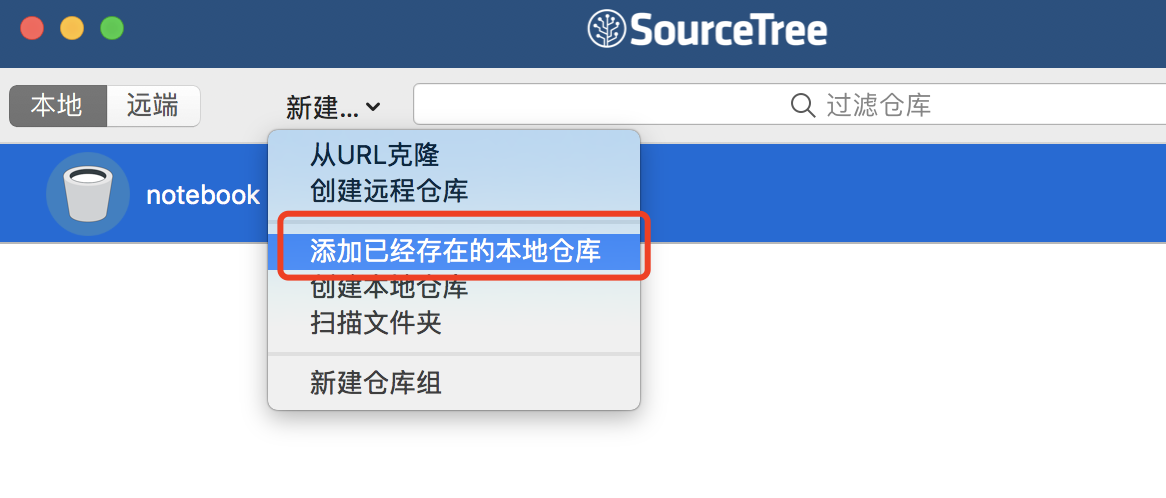 SourceTree
本地 远端 新建... 过滤仓库
从URL克隆
创建远程仓库
notebook
添加已经存在的本地仓库
创建本地仓库
扫描文件夹
新建仓库组